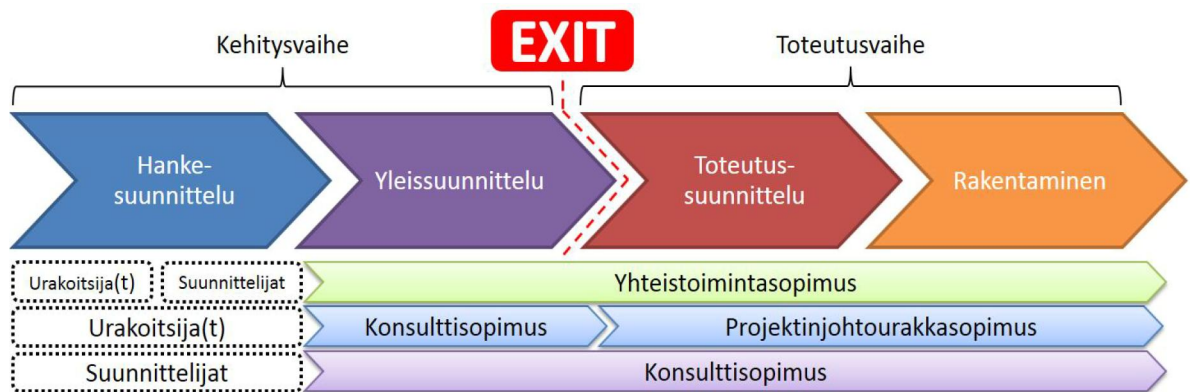 Kehitysvaihe
EXIT
Toteutusvaihe
Hanke-
suunnittelu
Yleissuunnittelu
Toteutus-
suunnittelu
Rakentaminen
Urakoitsija(t)
Suunnittelijat
Yhteistoimintasopimus
Urakoitsija(t)
Konsulttisopimus
Projektinjohtourakkasopimus
Suunnittelijat
Konsulttisopimus